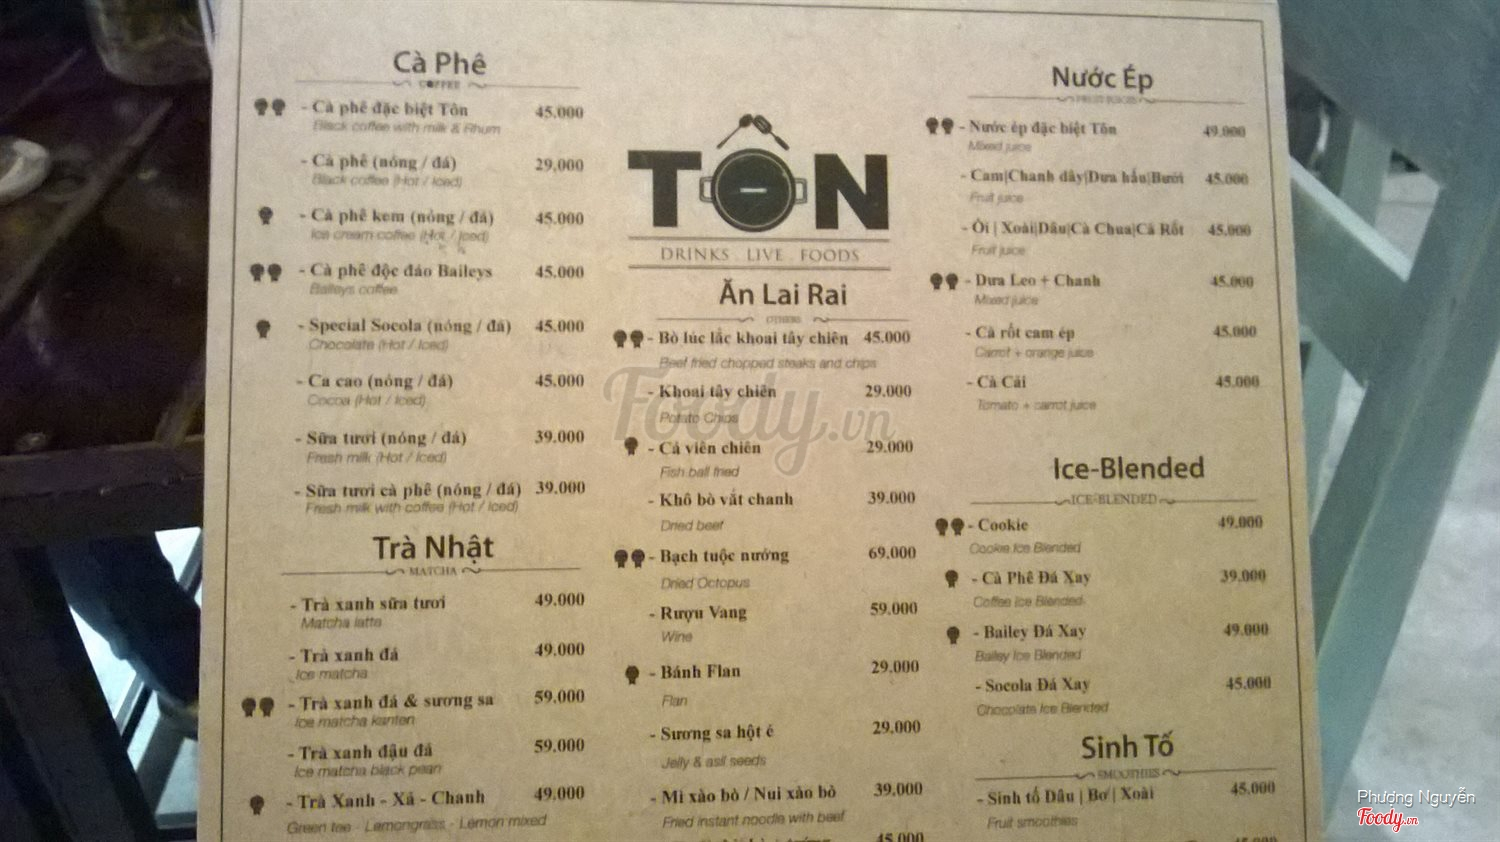 Cà Phê
COFFEE
- Cà phê đặc biệt Tôn 45.000
Black coffee with milk & Rhum
- Cà phê (nóng / đá) 29,000
Black coffee (Hot / Iced)
- Cà phê kem (nóng / đá) 45.000
Ice cream coffee (Hot / Iced)
- Cà phê độc đáo Baileys 45.000
Baileys coffee
- Special Socola (nóng / đá) 45.000
Chocolate (Hot / Iced)
- Ca cao (nóng / đá) 45.000
Cocoa (Hot / Iced)
- Sữa tươi (nóng / đá) 39.000
Fresh milk (Hot / Iced)
- Sữa tươi cà phê (nóng / đá) 39.000
Fresh milk with coffee (Hot / Iced)
Trà Nhật
MATCHA
- Trà xanh sữa tươi 49.000
Matcha latte
- Trà xanh đá 49.000
Ice matcha
- Trà xanh đá & sương sa 59.000
Ice matcha kanten
- Trà xanh đậu đá 59.000
Ice matcha black pean
- Trà Xanh - Xả - Chanh 49.000
Green tee - Lemongrass - Lemon mixed
TÔN
DRINKS LIVE FOODS
Ăn Lai Rai
OTHERS
- Bò lúc lắc khoai tây chiên 45.000
Beef fried chopped steaks and chips
- Khoai tây chiên 29.000
Potato Chips
- Cá viên chiên 29.000
Fish ball fried
- Khô bò vắt chanh 39.000
Dried beef
- Bạch tuộc nướng 69.000
Dried Octopus
- Rượu Vang 59.000
Wine
- Bánh Flan 29.000
Flan
- Sương sa hột é 29.000
Jelly & asil seeds
- Mì xào bò / Nui xào bò 39.000
Fried instant noodle with beef
45.000
Nước Ép
FRUIT JUICES
- Nước ép đặc biệt Tôn 49.000
Mixed juice
- Cam|Chanh dây|Dưa hấu|Bưởi 45.000
Fruit juice
- Ổi | Xoài|Dâu|Cà Chua|Cà Rốt 45.000
Fruit juice
- Dưa Leo + Chanh 45.000
Mixed juice
- Cà rốt cam ép 45.000
Carrot + orange juice
- Cà Cải 45.000
Tomato + carrot juice
Ice-Blended
ICE-BLENDED
- Cookie 49.000
Cookie Ice Blended
- Cà Phê Đá Xay 39.000
Coffee Ice Blended
- Bailey Đá Xay 49.000
Bailey Ice Blended
- Socola Đá Xay 45.000
Chocolate Ice Blended
Sinh Tố
SMOOTHIES
- Sinh tố Dâu | Bơ | Xoài 45.000
Fruit smoothies
Foody.vn
Phượng Nguyễn
Foody.vn